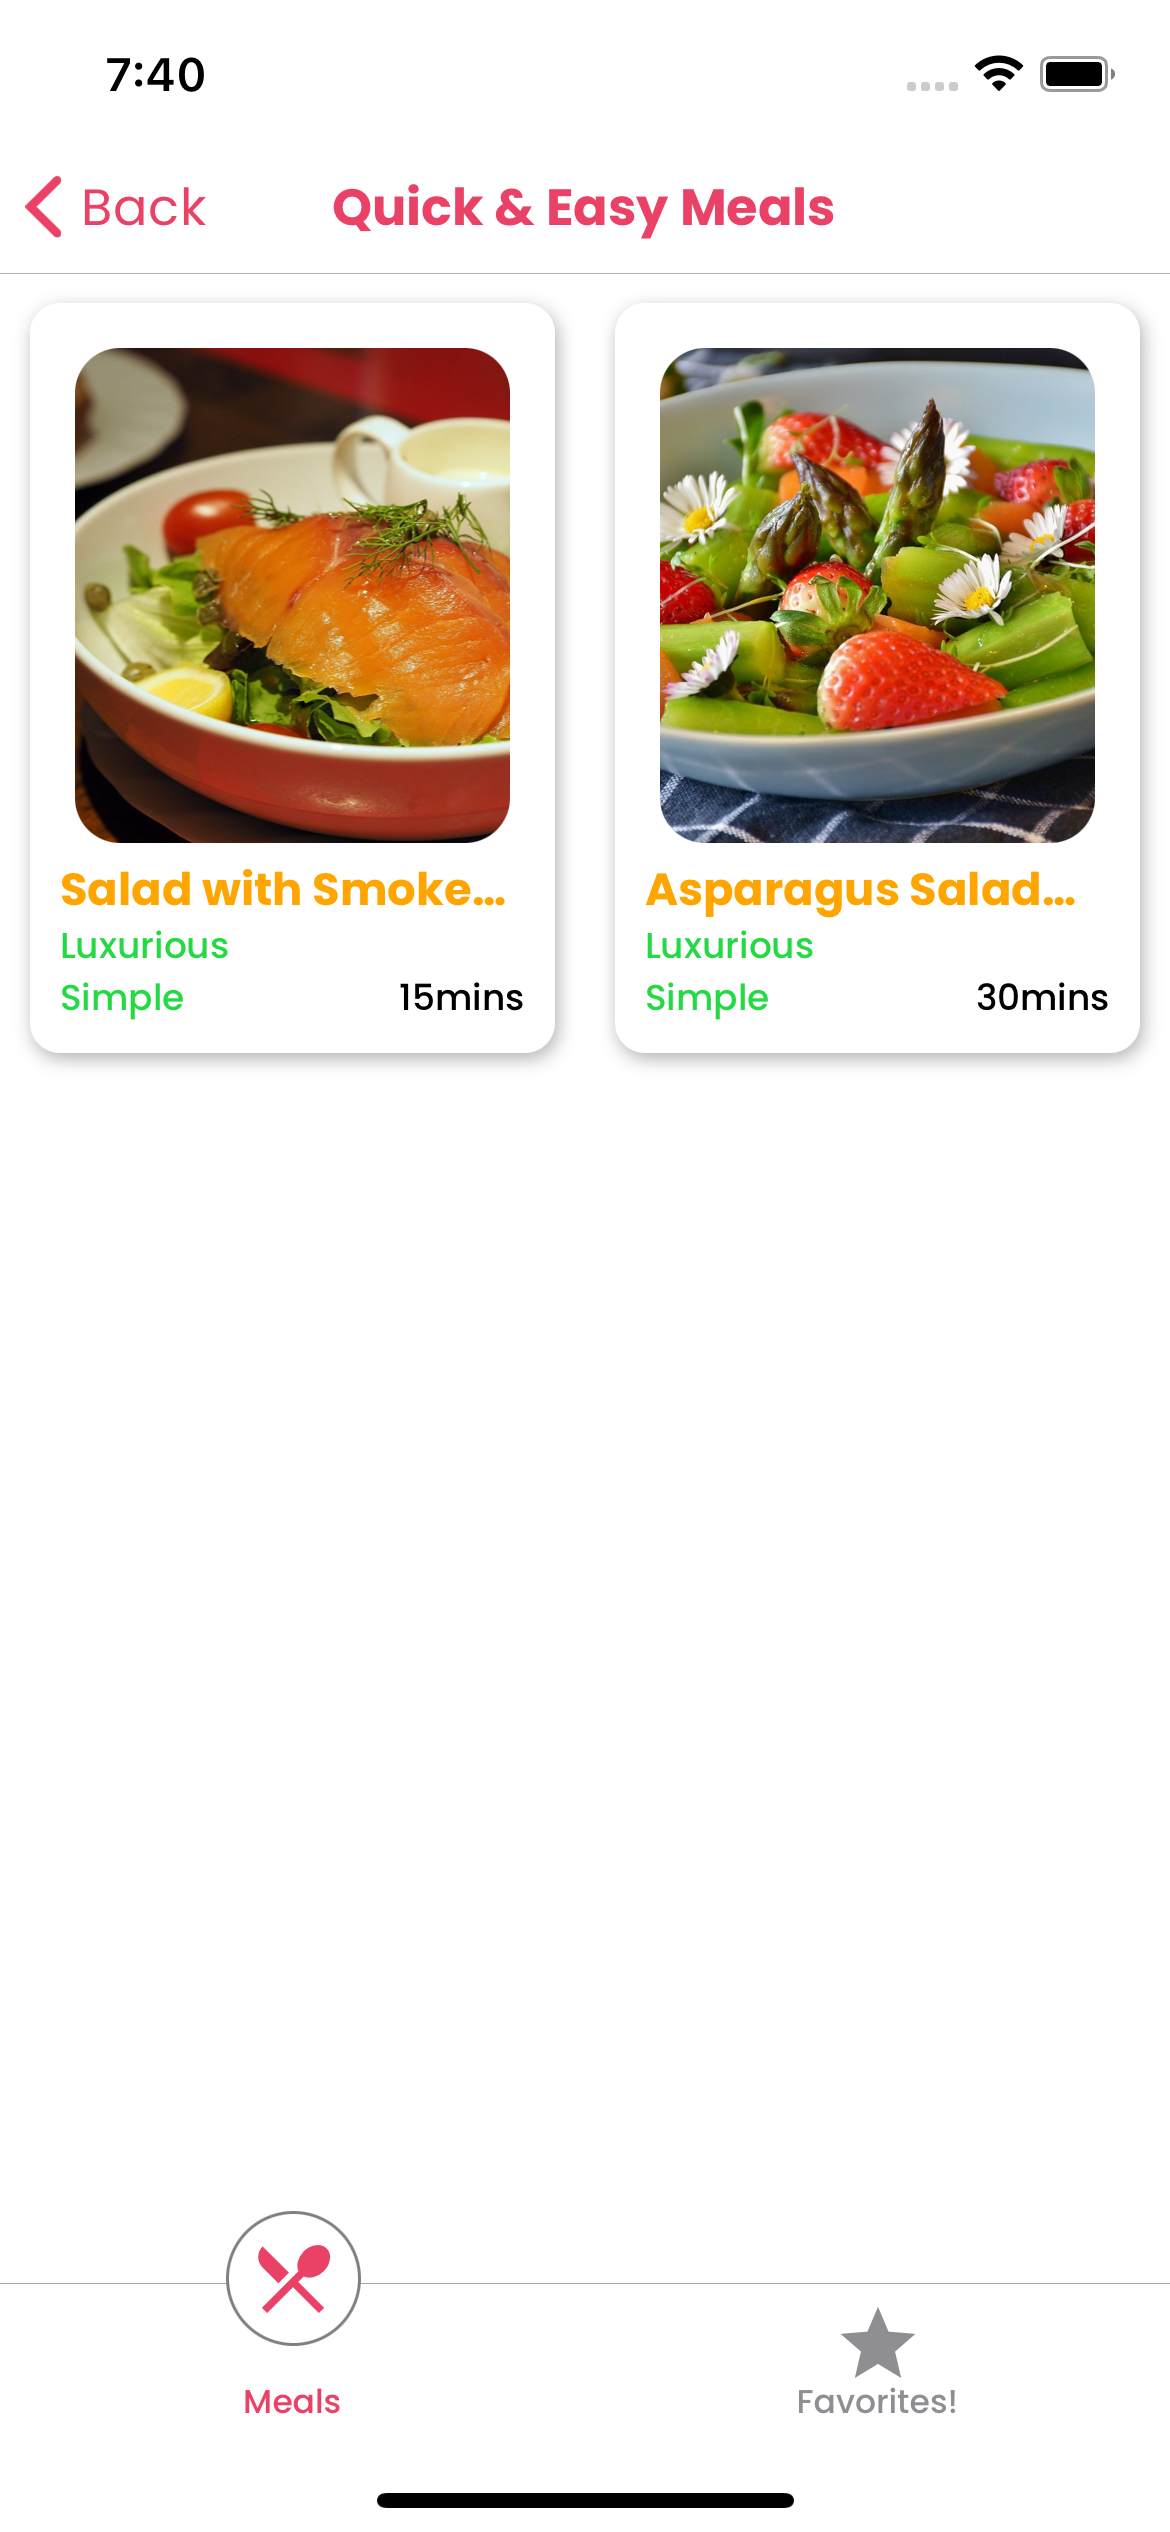 7:40
Back
Quick & Easy Meals
Salad with Smoke...
Luxurious
Simple
15mins
Asparagus Salad...
Luxurious
Simple
30mins
Meals
Favorites!